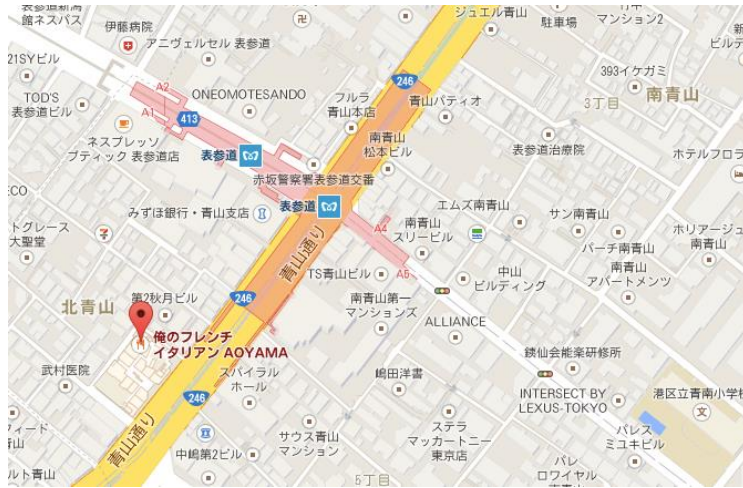 表参道新潟
館ネスパス
伊藤病院
アニヴェルセル 表参道
ジュエル青山
駐車場
マンション2
21SYビル
393イケガミ
TOD'S
表参道ビル
A2
A1
413
ONEOMOTESANDO
フルラ
青山本店
246
青山パティオ
3丁目
南青山
ネスプレッソ
ブティック 表参道店
表参道
南青山
松本ビル
表参道治療院
ホテルフロラ
赤坂警察署表参道交番
ECO
みずほ銀行・青山支店
表参道
エムズ南青山
サン南青山
トグレース
大聖堂
A4
南青山
スリービル
ホリアージュ
南青山
バーチ南青山
南青山
アパートメンツ
青山通り
TS青山ビル
A5
中山
ビルディング
北青山
第2秋月ビル
246
南青山第一
マンションズ
ALLIANCE
俺のフレンチ
イタリアン AOYAMA
銕仙会能楽研修所
武村医院
スパイラル
ホール
嶋田洋書
246
INTERSECT BY
LEXUS-TOKYO
港区立青南小学校
フィード
青山通り
サウス青山
マンション
ステラ
マッカートニー
東京店
パレス
ミユキビル
中嶋第2ビル
ルト青山
5丁目
パレ
ロワイヤル